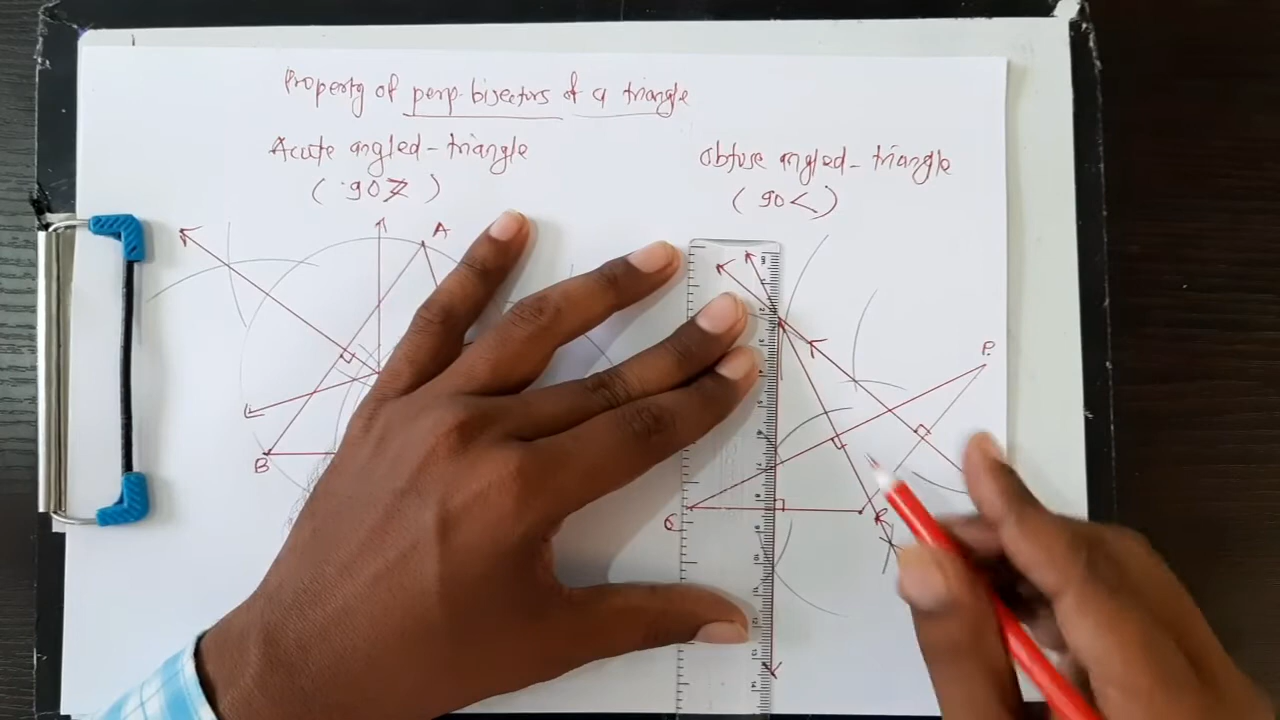 Property of perp. bisectors of a triangle
Acute angled-triangle
( 90 > )
Obtuse angled-triangle
( 90 < )
A
B
P
Q
R